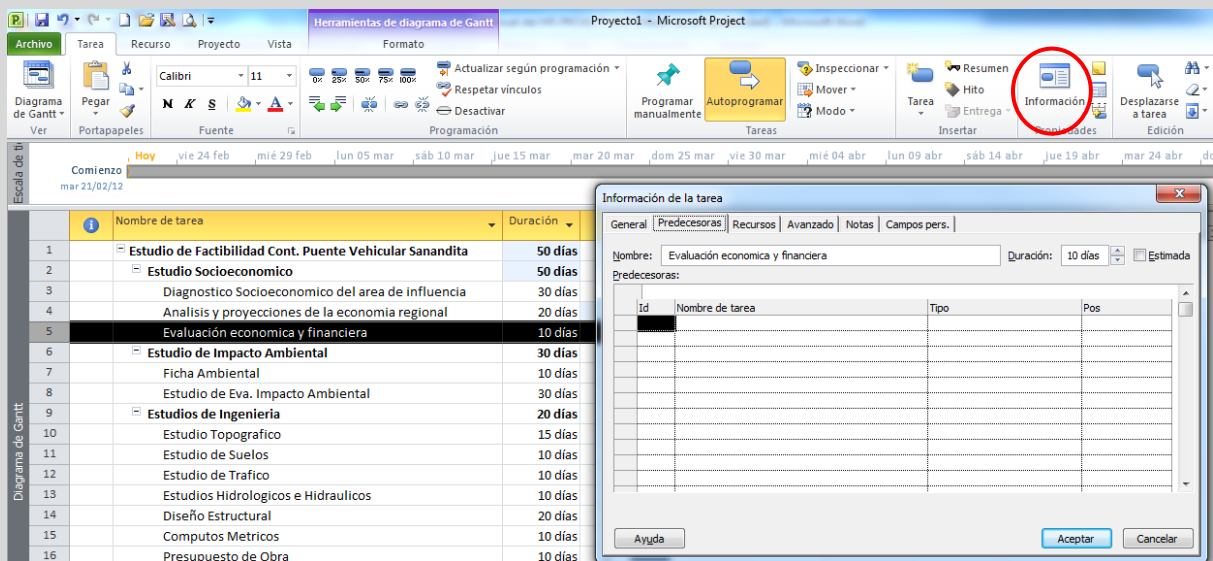 Herramientas de diagrama de Gantt
Proyecto1 - Microsoft Project
Archivo Tarea Recurso Proyecto Vista Formato
Diagrama de Gantt
Ver
Pegar
Portapapeles
Calibri 11
N K S A
Fuente
0% 25% 50% 75% 100%
Actualizar según programación
Respetar vínculos
Desactivar
Programación
Programar manualmente
Autoprogramar
Inspeccionar
Mover
Modo
Tareas
Tarea
Resumen
Hito
Entrega
Insertar
Información
Propiedades
Desplazarse a tarea
Edición
Escala de
Hoy vie 24 feb mié 29 feb lun 05 mar sáb 10 mar jue 15 mar mar 20 mar dom 25 mar vie 30 mar mié 04 abr lun 09 abr sáb 14 abr jue 19 abr mar 24 abr
Comienzo
mar 21/02/12
Diagrama de Gantt
Nombre de tarea Duración
1 Estudio de Factibilidad Cont. Puente Vehicular Sanandita 50 días
2 Estudio Socioeconomico 50 días
3 Diagnostico Socioeconomico del area de influencia 30 días
4 Analisis y proyecciones de la economia regional 20 días
5 Evaluación economica y financiera 10 días
6 Estudio de Impacto Ambiental 30 días
7 Ficha Ambiental 10 días
8 Estudio de Eva. Impacto Ambiental 30 días
9 Estudios de Ingenieria 20 días
10 Estudio Topografico 15 días
11 Estudio de Suelos 10 días
12 Estudio de Trafico 10 días
13 Estudios Hidrologicos e Hidraulicos 10 días
14 Diseño Estructural 20 días
15 Computos Metricos 10 días
16 Presupuesto de Obra 10 días
Información de la tarea
General Predecesoras Recursos Avanzado Notas Campos pers.
Nombre: Evaluación economica y financiera Duración: 10 días Estimada
Predecesoras:
Id Nombre de tarea Tipo Pos
Ayuda Aceptar Cancelar